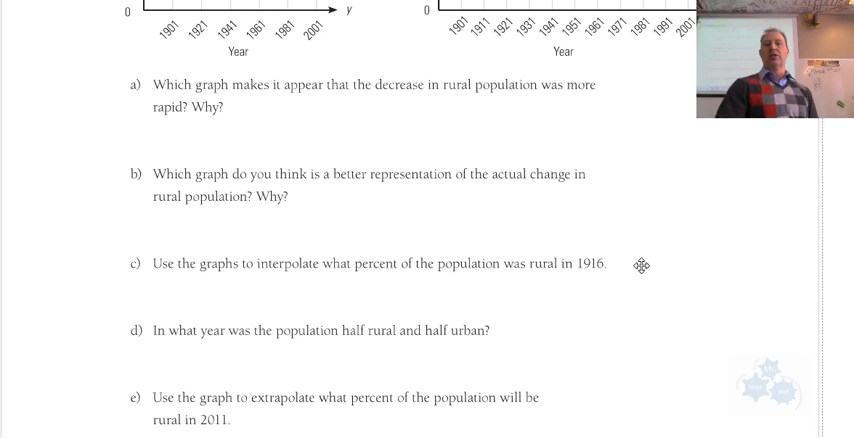 0 y 0
1901 1921 1941 1961 1981 2001 1901 1911 1921 1931 1941 1951 1961 1971 1981 1991 2001
Year Year
a) Which graph makes it appear that the decrease in rural population was more
rapid? Why?
b) Which graph do you think is a better representation of the actual change in
rural population? Why?
c) Use the graphs to interpolate what percent of the population was rural in 1916.
d) In what year was the population half rural and half urban?
e) Use the graph to extrapolate what percent of the population will be
rural in 2011.